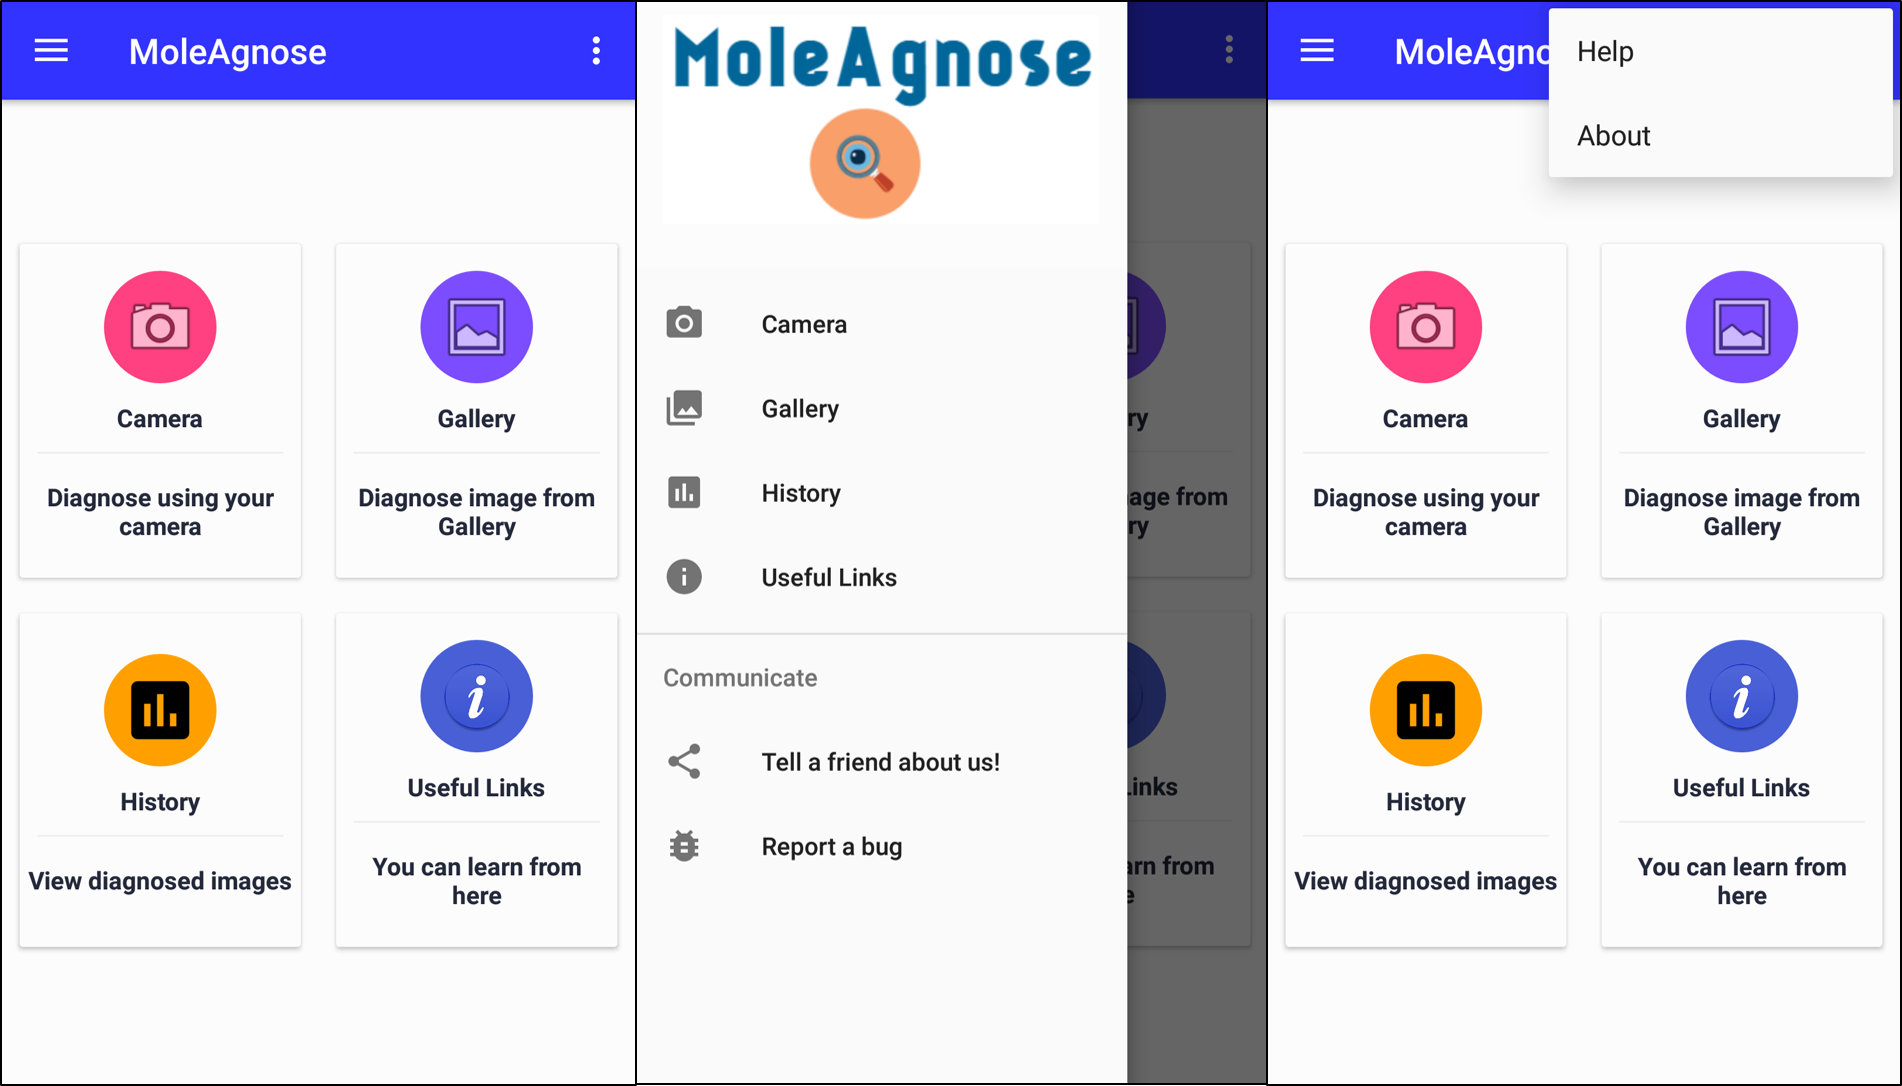 MoleAgnose
Camera
Diagnose using your
camera
Gallery
Diagnose image from
Gallery
History
View diagnosed images
Useful Links
You can learn from
here
MoleAgnose
Camera
Gallery
History
Useful Links
Communicate
Tell a friend about us!
Report a bug
ry
age from
ry
Links
arn from
e
MoleAgno
Help
About
Camera
Diagnose using your
camera
Gallery
Diagnose image from
Gallery
History
View diagnosed images
Useful Links
You can learn from
here